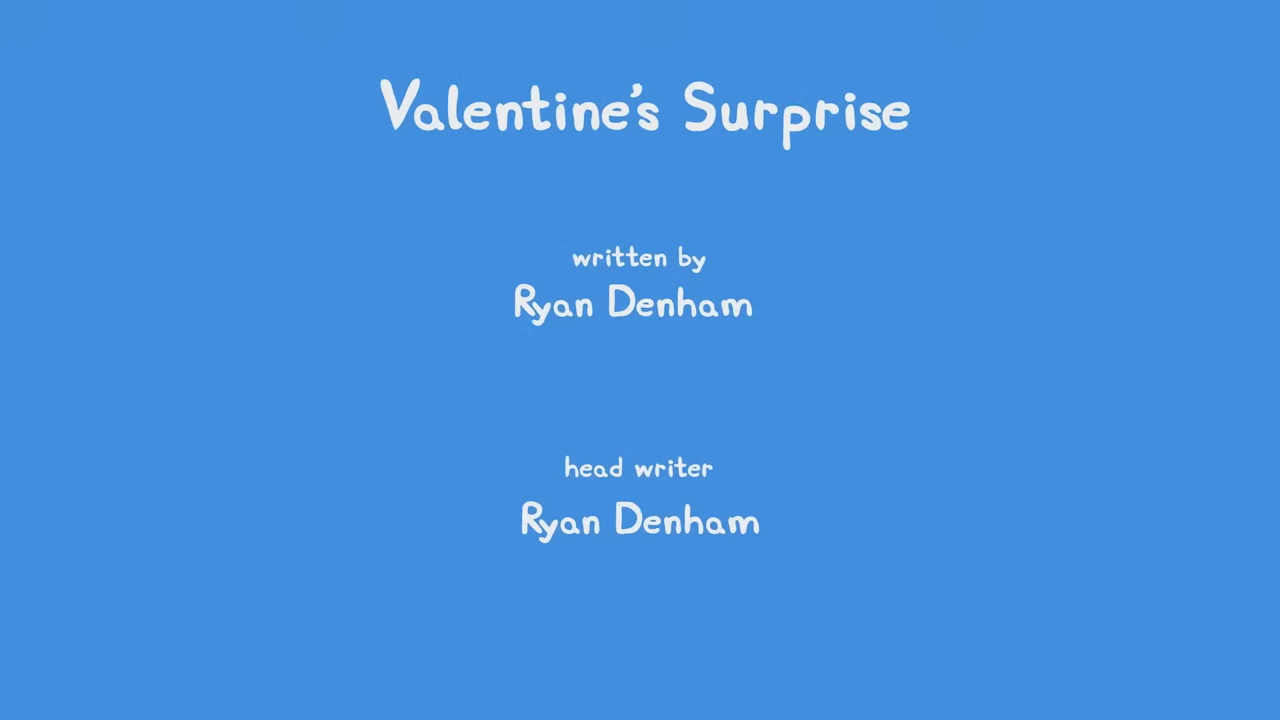 Valentine's Surprise
written by
Ryan Denham
head writer
Ryan Denham